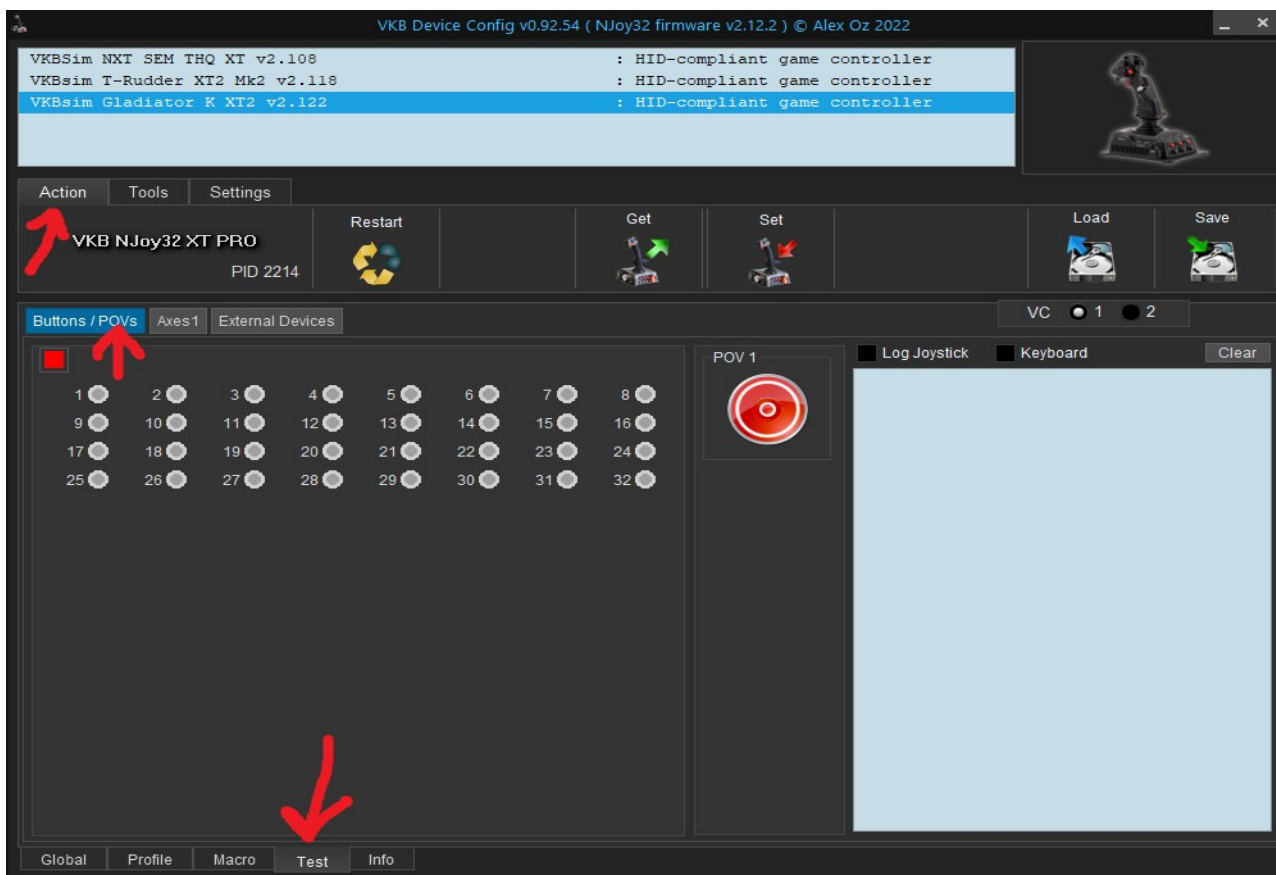 VKB Device Config v0.92.54 ( NJoy32 firmware v2.12.2 ) © Alex Oz 2022
VKBSim NXT SEM THQ XT v2.108 : HID-compliant game controller
VKBsim T-Rudder XT2 Mk2 v2.118 : HID-compliant game controller
VKBsim Gladiator K XT2 v2.122 : HID-compliant game controller
Action Tools Settings
Restart Get Set Load Save
VKB NJoy32 XT PRO
PID 2214
VC 1 2
Buttons / POVs Axes1 External Devices
POV 1 Log Joystick Keyboard Clear
1 2 3 4 5 6 7 8
9 10 11 12 13 14 15 16
17 18 19 20 21 22 23 24
25 26 27 28 29 30 31 32
Global Profile Macro Test Info